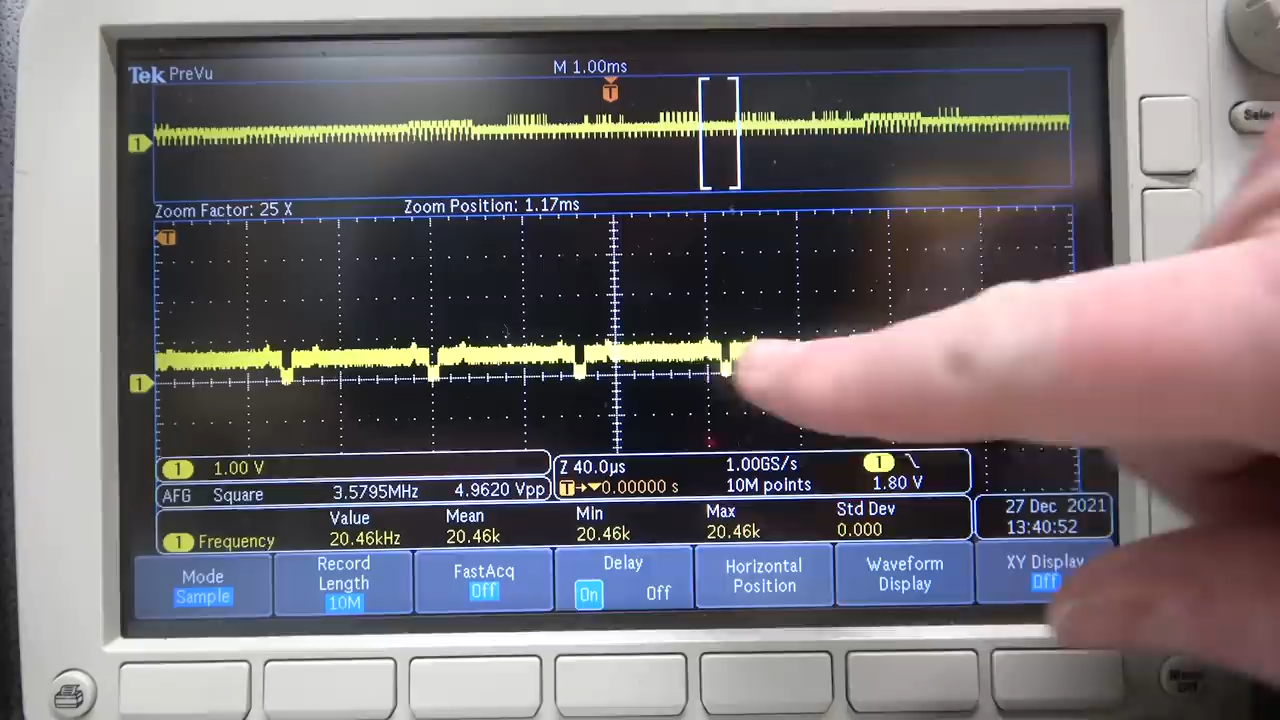 Tek PreVu
M 1.00ms
T
1
Zoom Factor: 25 X
Zoom Position: 1.17ms
T
1
1 1.00 V
Z 40.0µs 1.00GS/s 1
T→▼0.00000 s 10M points 1.80 V
AFG Square 3.5795MHz 4.9620 Vpp
Value Mean Min Max Std Dev
1 Frequency 20.46kHz 20.46k 20.46k 20.46k 0.000
27 Dec 2021
13:40:52
Mode
Sample
Record
Length
10M
FastAcq
Off
Delay
On Off
Horizontal
Position
Waveform
Display
XY Display
Off